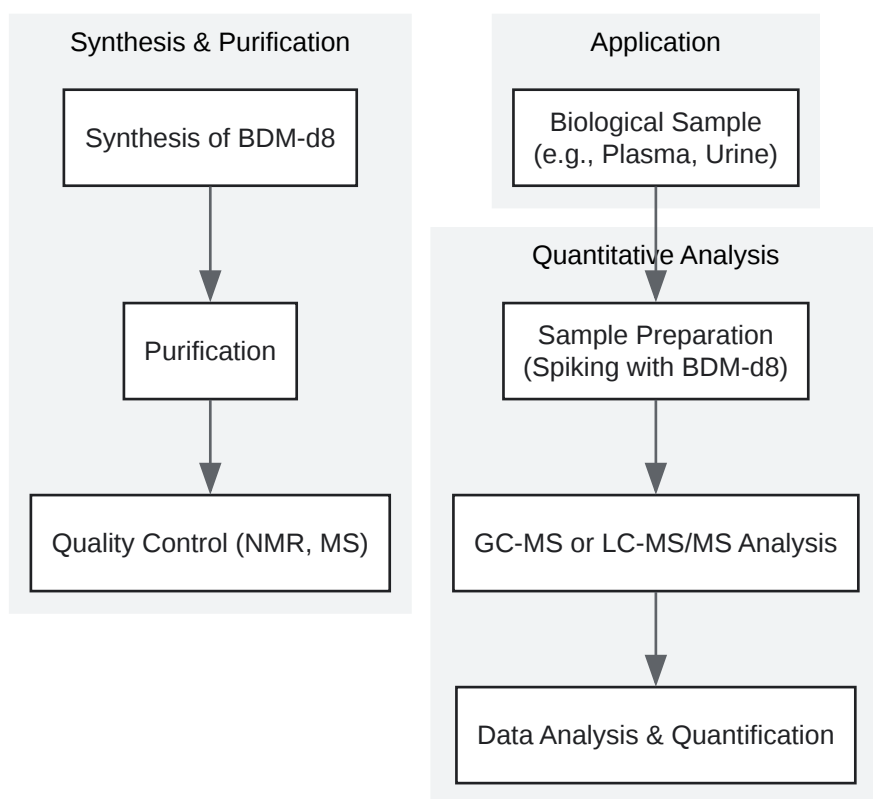 Synthesis & Purification
Synthesis of BDM-d8
Purification
Quality Control (NMR, MS)
Application
Biological Sample
(e.g., Plasma, Urine)
Quantitative Analysis
Sample Preparation
(Spiking with BDM-d8)
GC-MS or LC-MS/MS Analysis
Data Analysis & Quantification